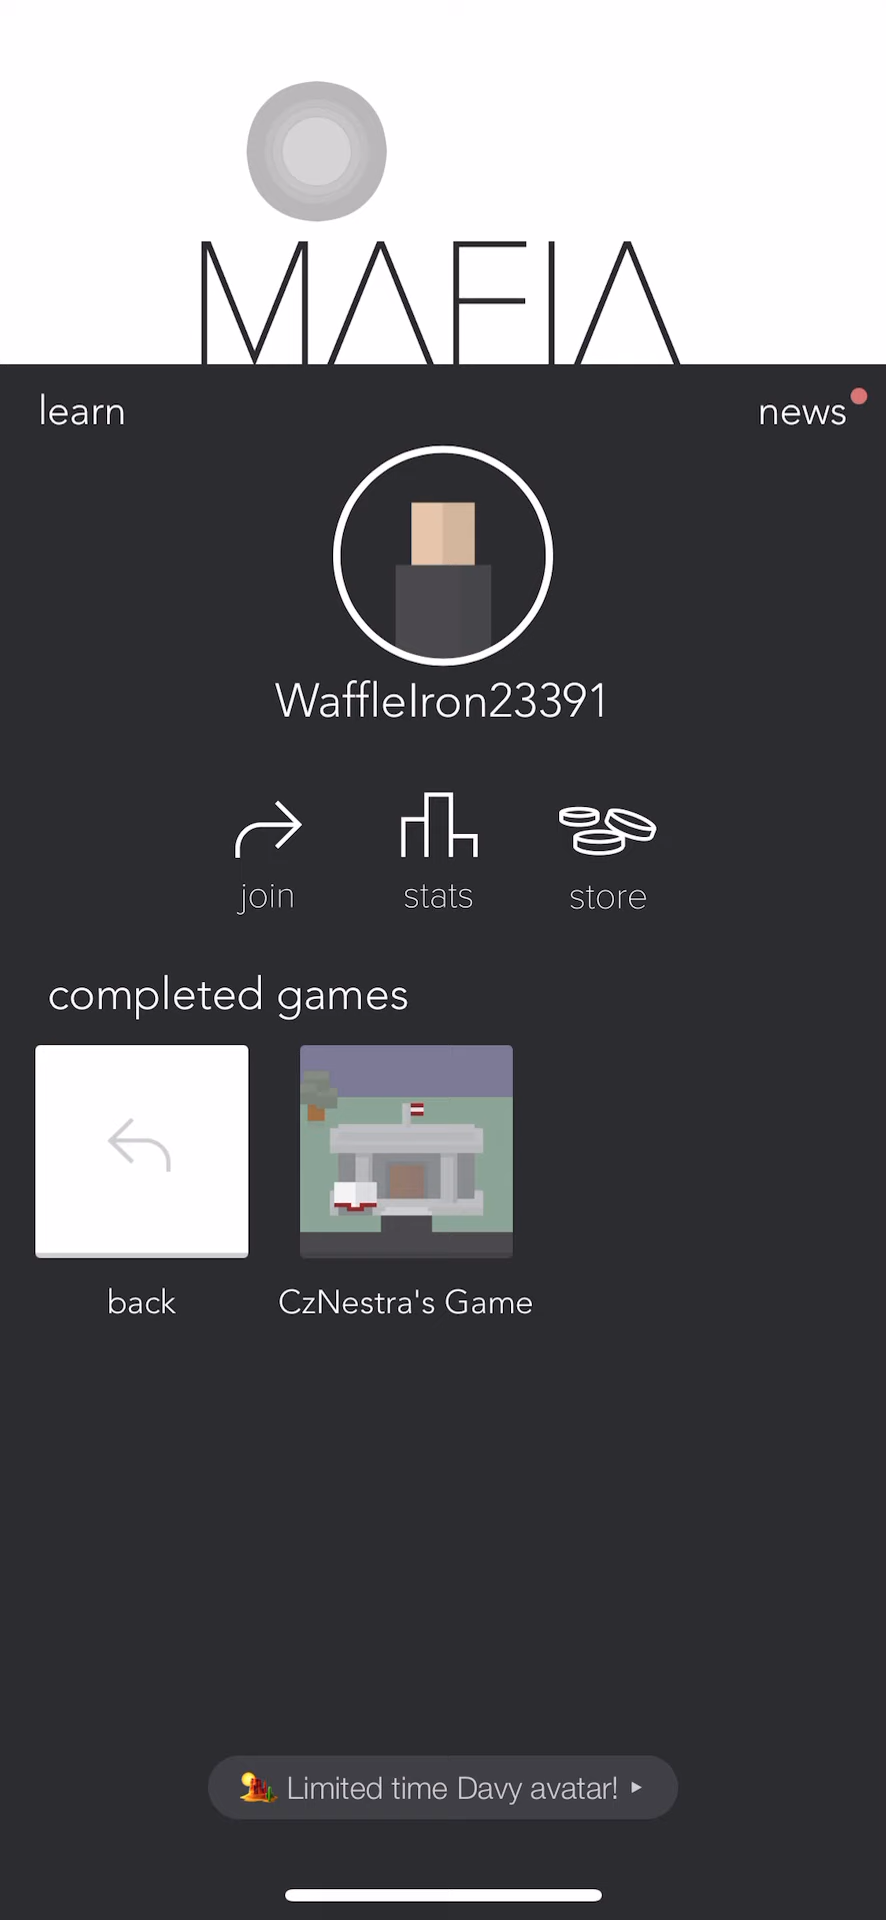 MAFIA
learn
news
WaffleIron23391
join
stats
store
completed games
back
CzNestra's Game
Limited time Davy avatar!